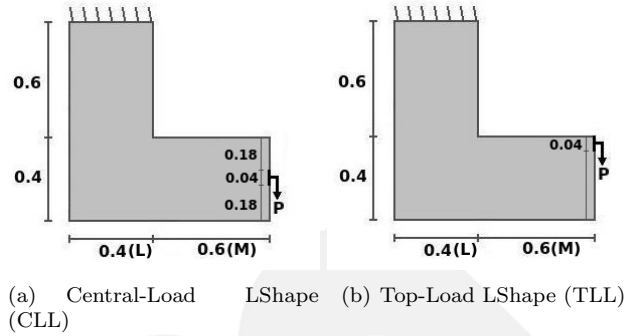 0.6
0.4
0.18
0.04
0.18
P
0.4(L)
0.6(M)
0.6
0.4
0.04
P
0.4(L)
0.6(M)
(a) Central-Load LShape (CLL)
(b) Top-Load LShape (TLL)